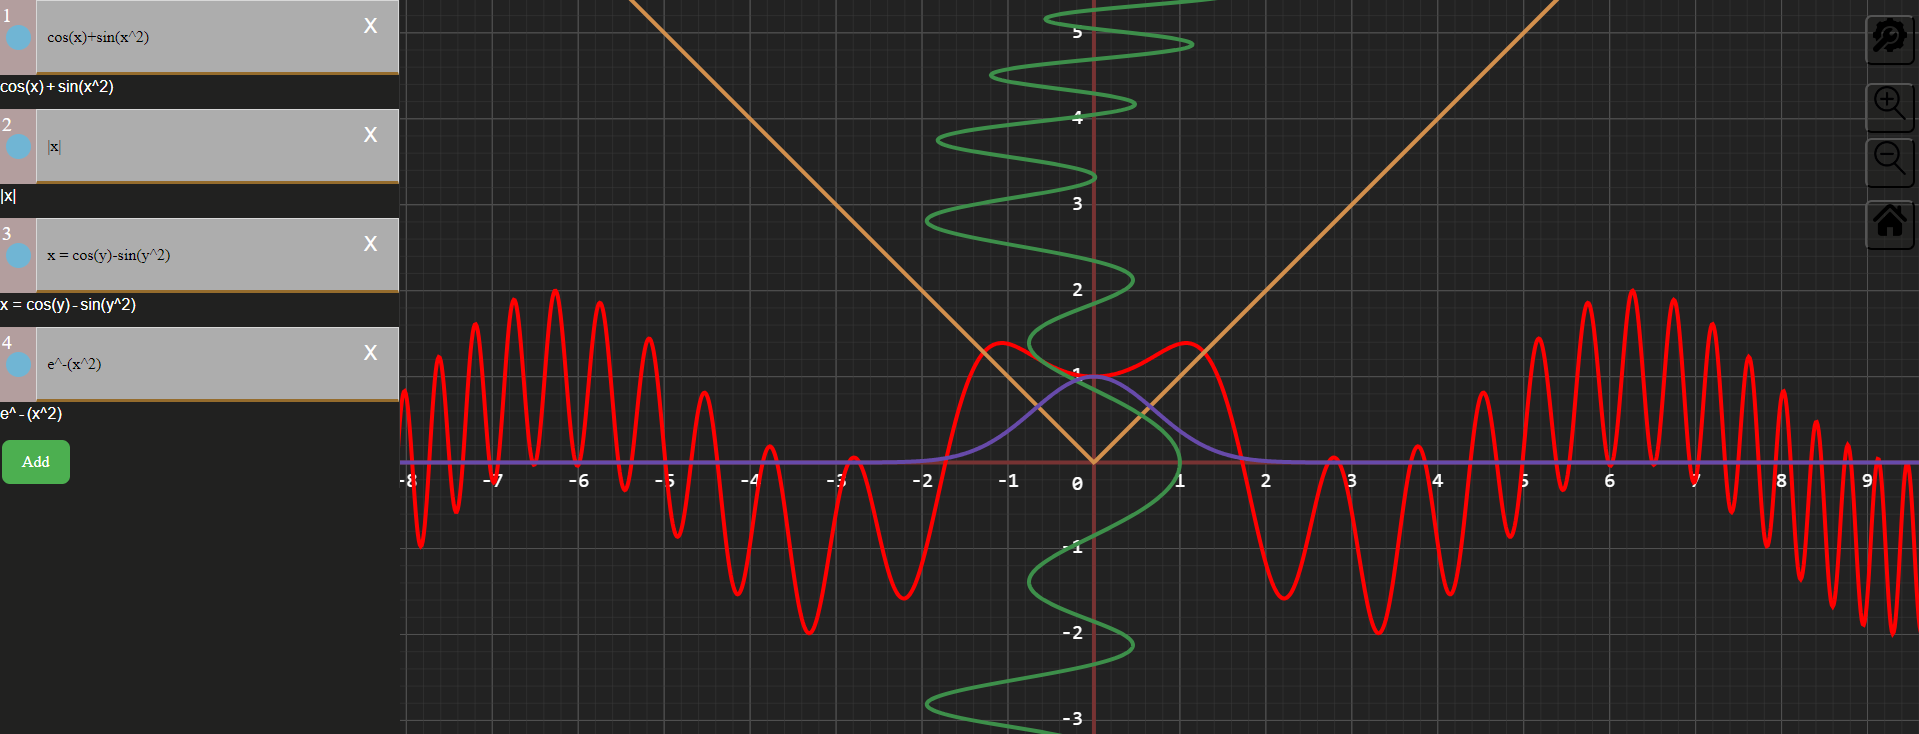 1
cos(x)+sin(x^2)
X
cos(x) + sin(x^2)
2
|x|
X
|x|
3
x = cos(y)-sin(y^2)
X
x = cos(y) - sin(y^2)
4
e^-(x^2)
X
e^ - (x^2)
Add
5
4
3
2
1
-8 -7 -6 -5 -4 -3 -2 -1 0 1 2 3 4 5 6 7 8 9
-1
-2
-3